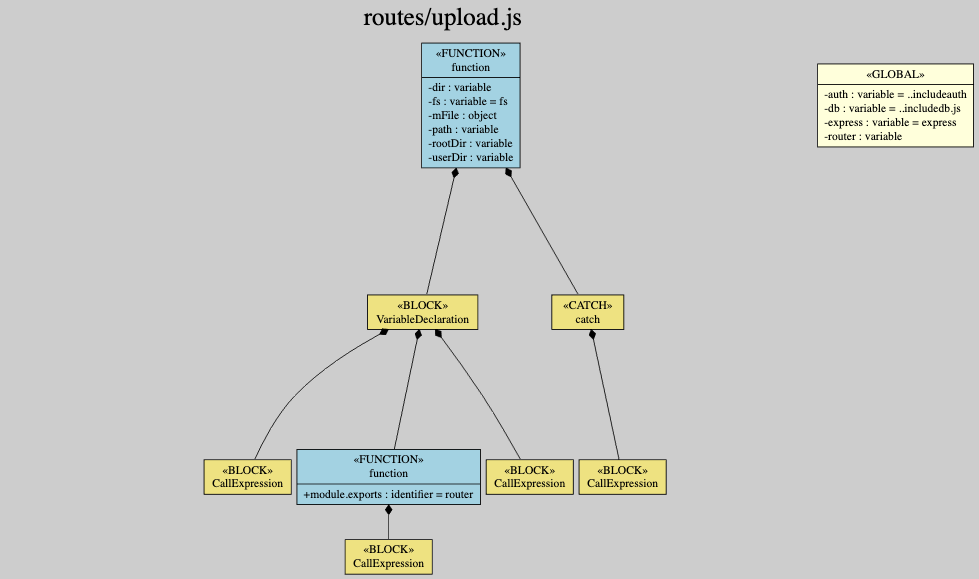 routes/upload.js
«FUNCTION»
function
-dir : variable
-fs : variable = fs
-mFile : object
-path : variable
-rootDir : variable
-userDir : variable
«GLOBAL»
-auth : variable = ..includeauth
-db : variable = ..includedb.js
-express : variable = express
-router : variable
«BLOCK»
VariableDeclaration
«CATCH»
catch
«BLOCK»
CallExpression
«FUNCTION»
function
+module.exports : identifier = router
«BLOCK»
CallExpression
«BLOCK»
CallExpression
«BLOCK»
CallExpression